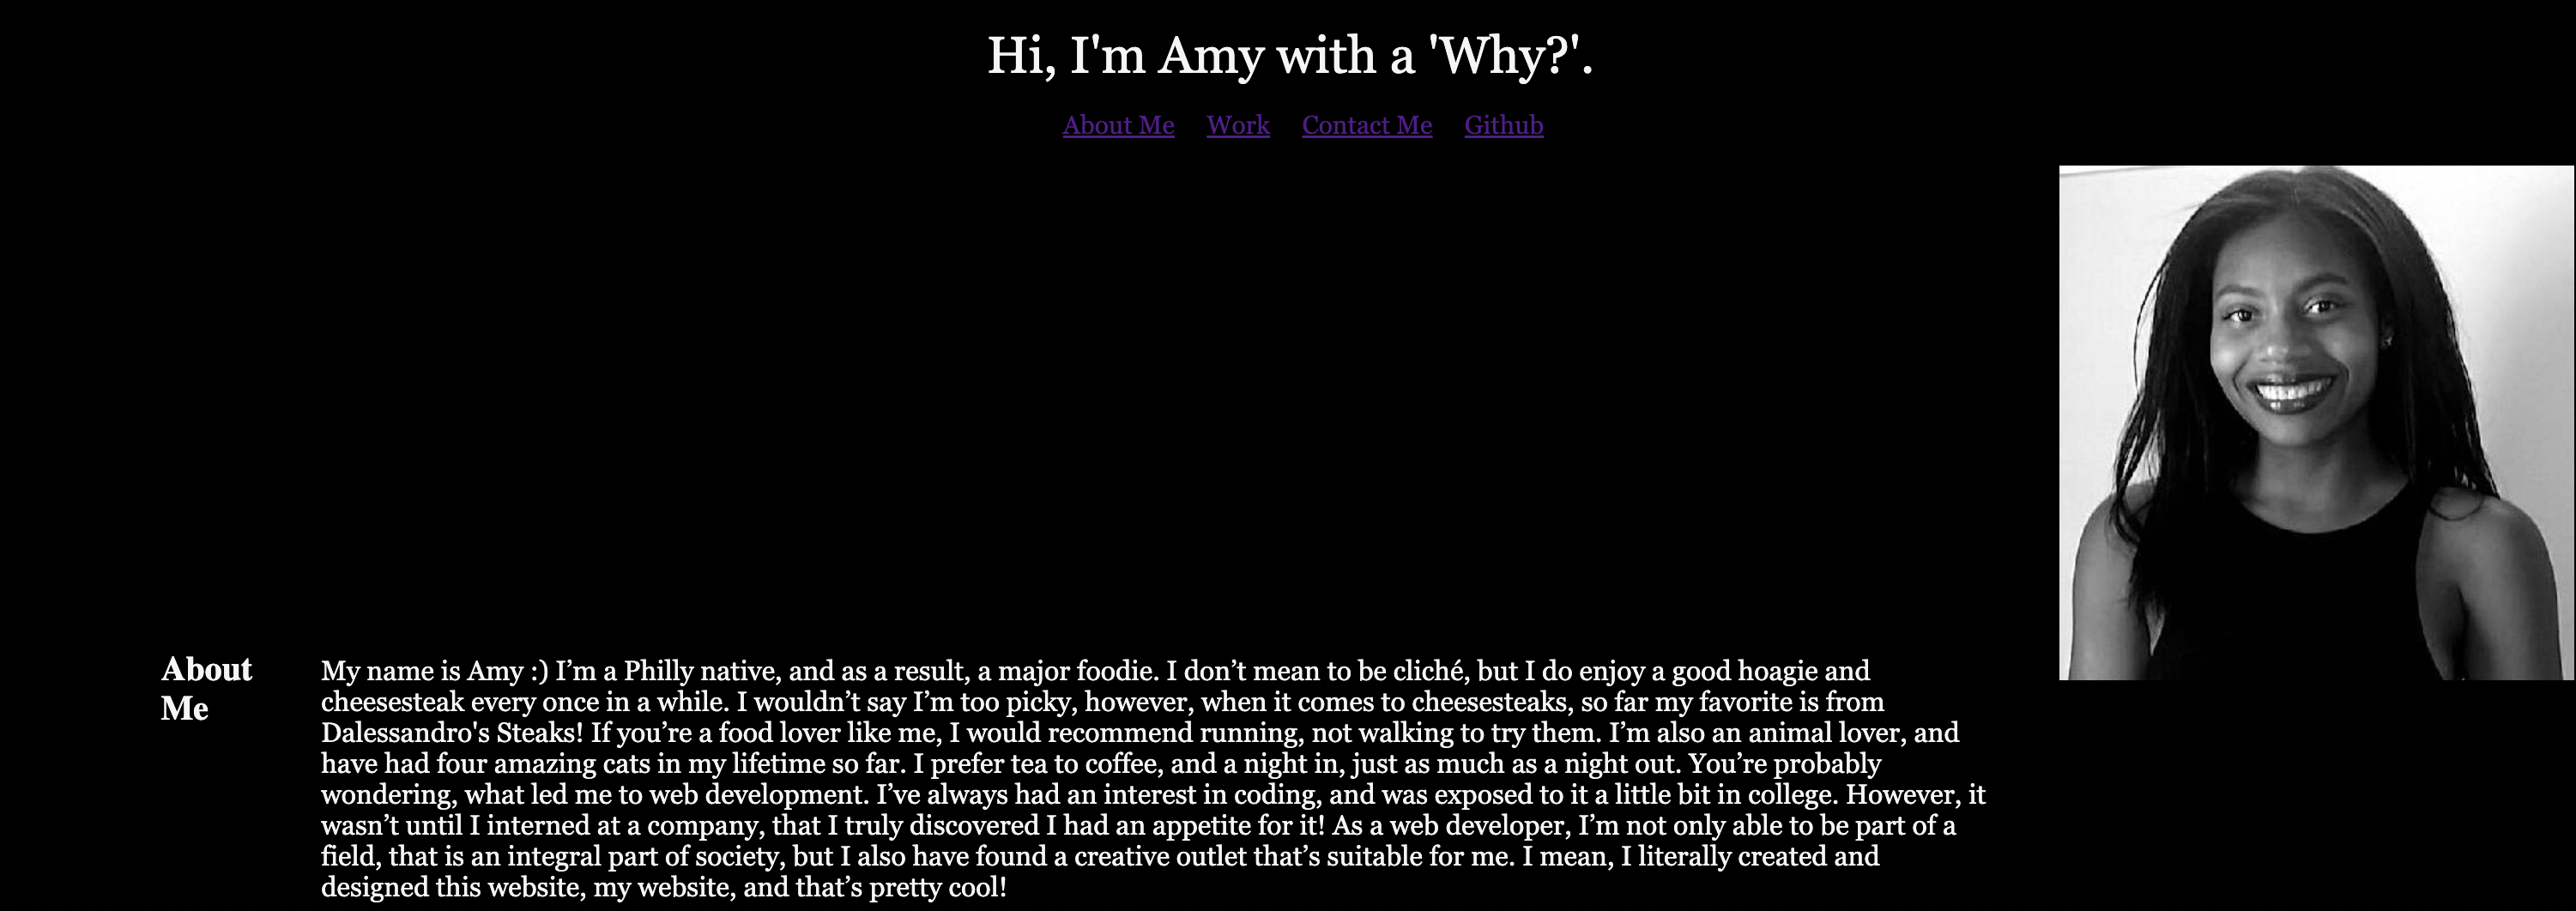 Hi, I'm Amy with a 'Why?'.
About Me Work Contact Me Github
About
Me
My name is Amy :) I’m a Philly native, and as a result, a major foodie. I don’t mean to be cliché, but I do enjoy a good hoagie and
cheesesteak every once in a while. I wouldn’t say I’m too picky, however, when it comes to cheesesteaks, so far my favorite is from
Dalessandro's Steaks! If you’re a food lover like me, I would recommend running, not walking to try them. I’m also an animal lover, and
have had four amazing cats in my lifetime so far. I prefer tea to coffee, and a night in, just as much as a night out. You’re probably
wondering, what led me to web development. I’ve always had an interest in coding, and was exposed to it a little bit in college. However, it
wasn’t until I interned at a company, that I truly discovered I had an appetite for it! As a web developer, I’m not only able to be part of a
field, that is an integral part of society, but I also have found a creative outlet that’s suitable for me. I mean, I literally created and
designed this website, my website, and that’s pretty cool!